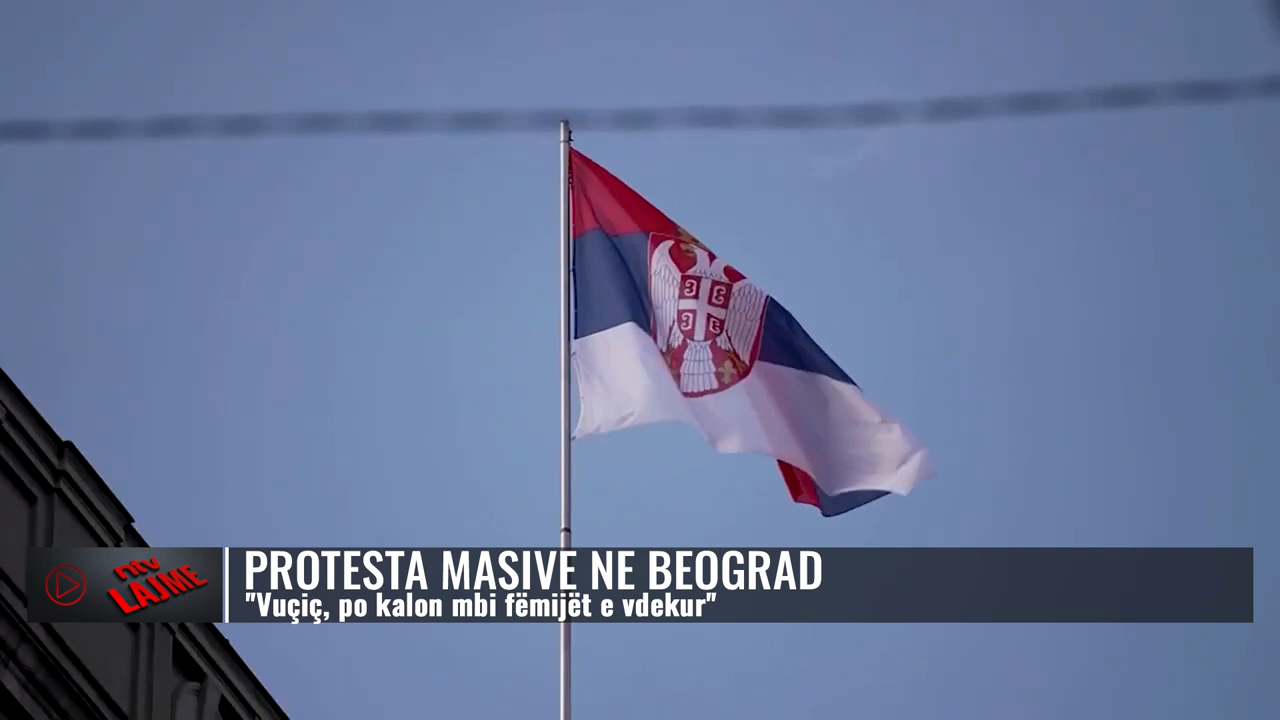 ntv
LAJME
PROTESTA MASIVE NE BEOGRAD
"Vuçiç, po kalon mbi fëmijët e vdekur"